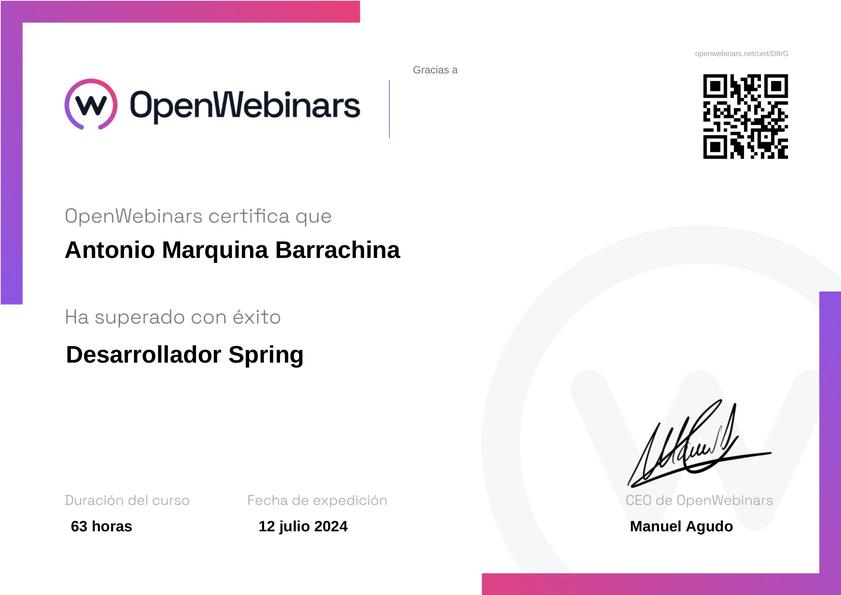 openwebinars.net/cert/D8rG
Gracias a
OpenWebinars
OpenWebinars certifica que
Antonio Marquina Barrachina
Ha superado con éxito
Desarrollador Spring
Duración del curso
Fecha de expedición
CEO de OpenWebinars
63 horas
12 julio 2024
Manuel Agudo